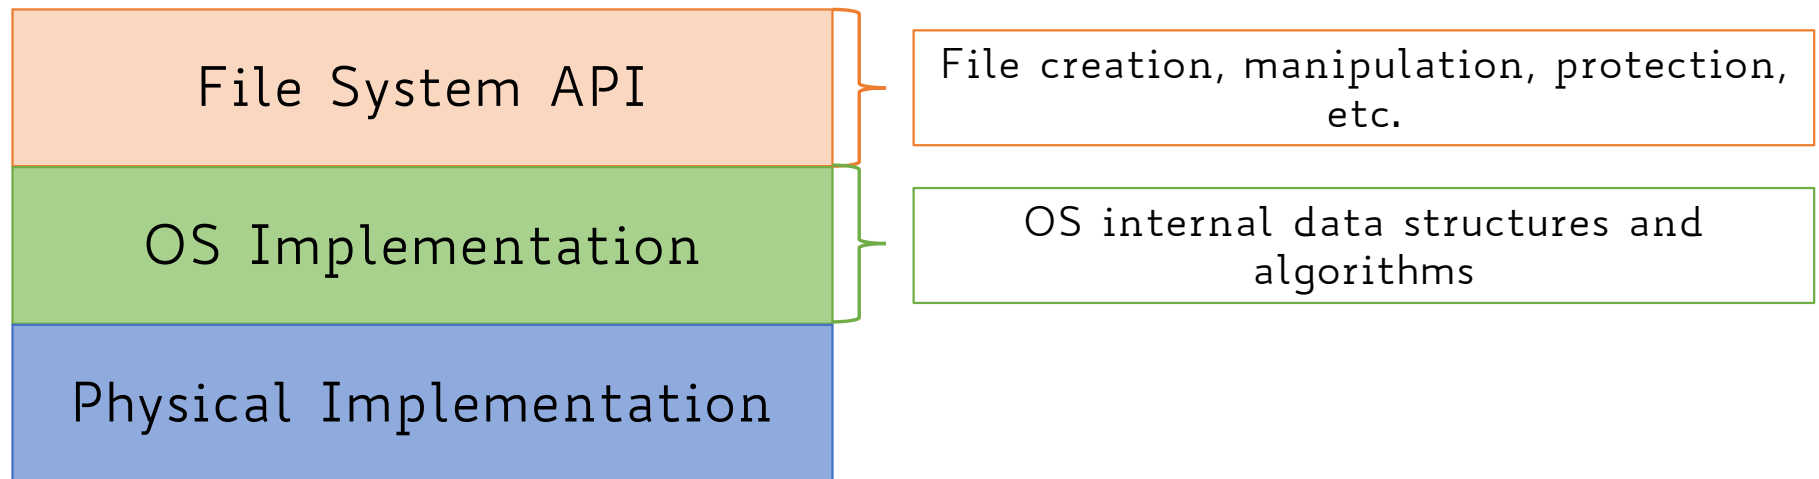 File System API
File creation, manipulation, protection,
etc.
OS Implementation
OS internal data structures and
algorithms
Physical Implementation